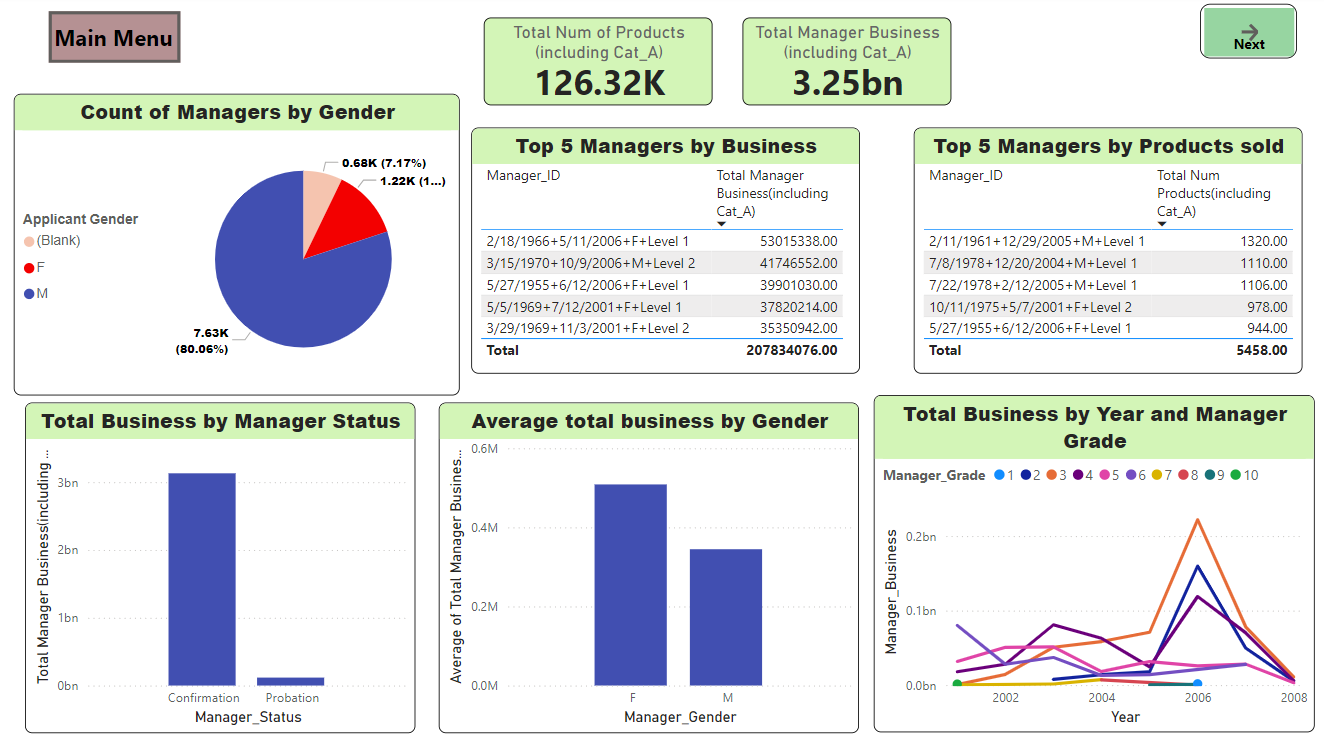 Main Menu
Total Num of Products
(including Cat_A)
126.32K
Total Manager Business
(including Cat_A)
3.25bn
Next
Count of Managers by Gender
Applicant Gender
(Blank)
F
M
0.68K (7.17%)
1.22K (1...)
7.63K
(80.06%)
Top 5 Managers by Business
Manager_ID
Total Manager
Business(including
Cat_A)
2/18/1966+5/11/2006+F+Level 1 53015338.00
3/15/1970+10/9/2006+M+Level 2 41746552.00
5/27/1955+6/12/2006+F+Level 1 39901030.00
5/5/1969+7/12/2001+F+Level 1 37820214.00
3/29/1969+11/3/2001+F+Level 2 35350942.00
Total 207834076.00
Top 5 Managers by Products sold
Manager_ID
Total Num
Products(including
Cat_A)
2/11/1961+12/29/2005+M+Level 1 1320.00
7/8/1978+12/20/2004+M+Level 1 1110.00
7/22/1978+2/12/2005+M+Level 1 1106.00
10/11/1975+5/7/2001+F+Level 2 978.00
5/27/1955+6/12/2006+F+Level 1 944.00
Total 5458.00
Total Business by Manager Status
Total Manager Business(including ...
3bn
2bn
1bn
0bn
Confirmation Probation
Manager_Status
Average total business by Gender
Average of Total Manager Busines...
0.6M
0.4M
0.2M
0.0M
F M
Manager_Gender
Total Business by Year and Manager
Grade
Manager_Grade 1 2 3 4 5 6 7 8 9 10
Manager_Business
0.2bn
0.1bn
0.0bn
2002 2004 2006 2008
Year